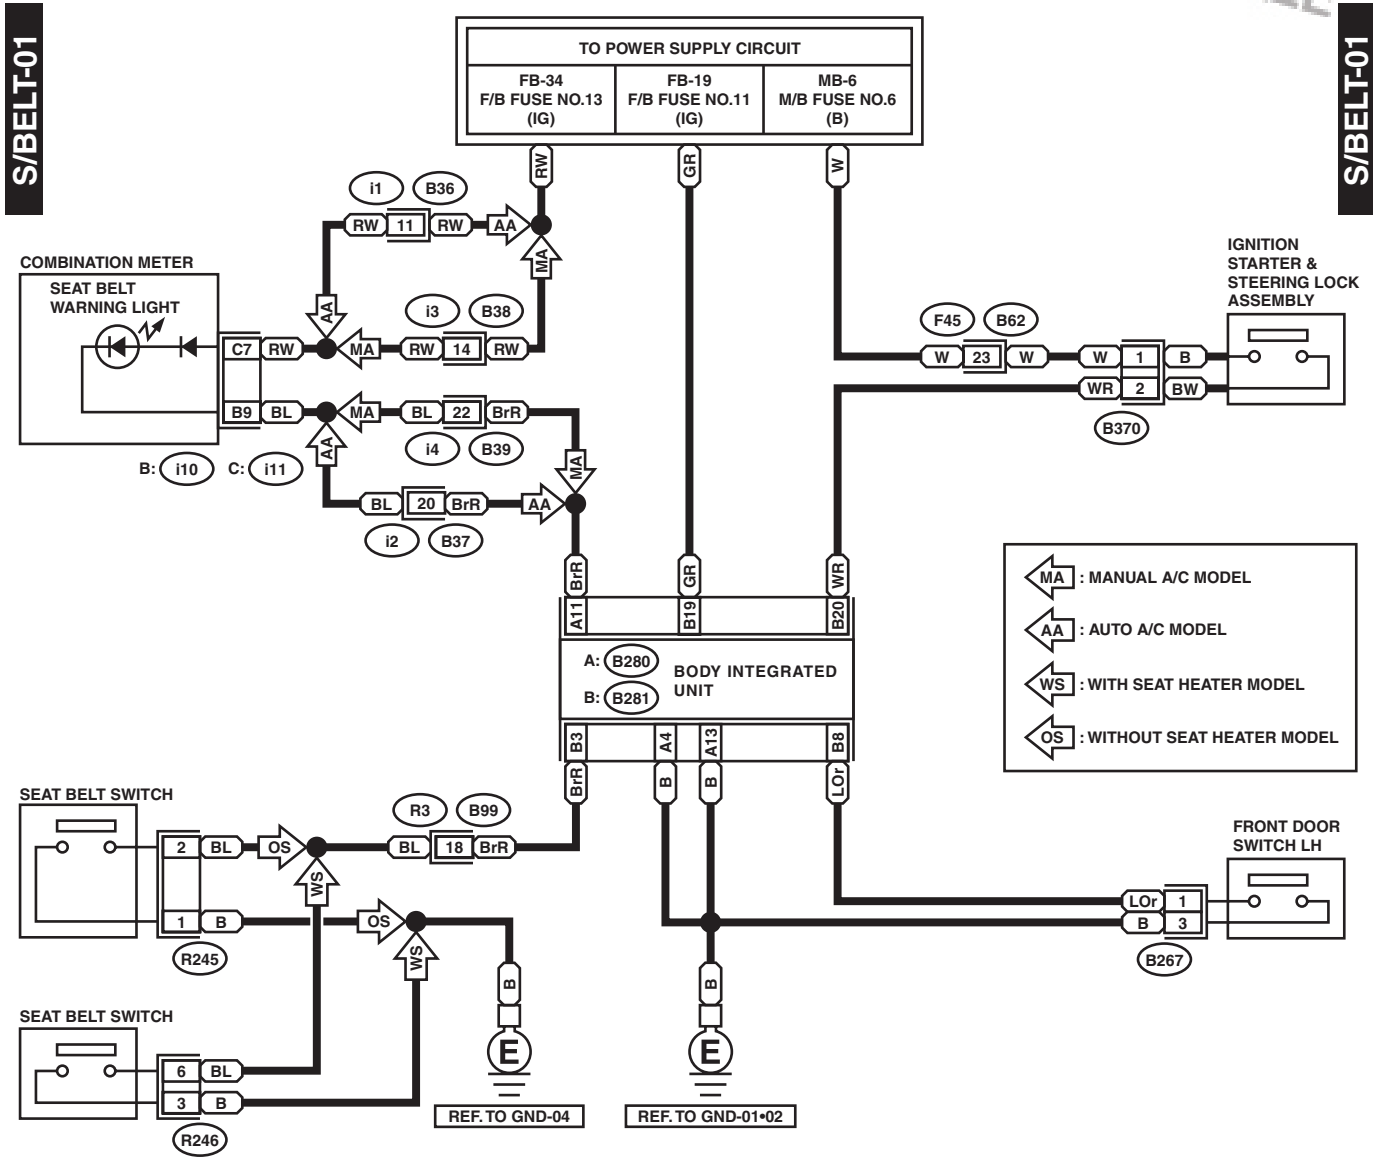 S/BELT-01
S/BELT-01
TO POWER SUPPLY CIRCUIT
FB-34
F/B FUSE NO.13
(IG)
FB-19
F/B FUSE NO.11
(IG)
MB-6
M/B FUSE NO.6
(B)
RW
GR
W
i1
B36
RW
11
RW
AA
MA
COMBINATION METER
SEAT BELT
WARNING LIGHT
AA
i3
B38
C7
RW
MA
RW
14
RW
B9
BL
MA
BL
22
BrR
AA
i4
B39
MA
B: i10
C: i11
BL
20
BrR
AA
i2
B37
IGNITION
STARTER &
STEERING LOCK
ASSEMBLY
F45
B62
W
23
W
W
1
B
WR
2
BW
B370
BrR
GR
WR
A11
B19
B20
A: B280
B: B281
BODY INTEGRATED
UNIT
B3
A4
A13
B8
BrR
B
B
LOr
MA : MANUAL A/C MODEL
AA : AUTO A/C MODEL
WS : WITH SEAT HEATER MODEL
OS : WITHOUT SEAT HEATER MODEL
SEAT BELT SWITCH
R3
B99
2
BL
OS
BL
18
BrR
WS
1
B
OS
R245
WS
B
SEAT BELT SWITCH
6
BL
3
B
R246
E
REF. TO GND-04
B
E
REF. TO GND-01•02
FRONT DOOR
SWITCH LH
LOr
1
B
3
B267